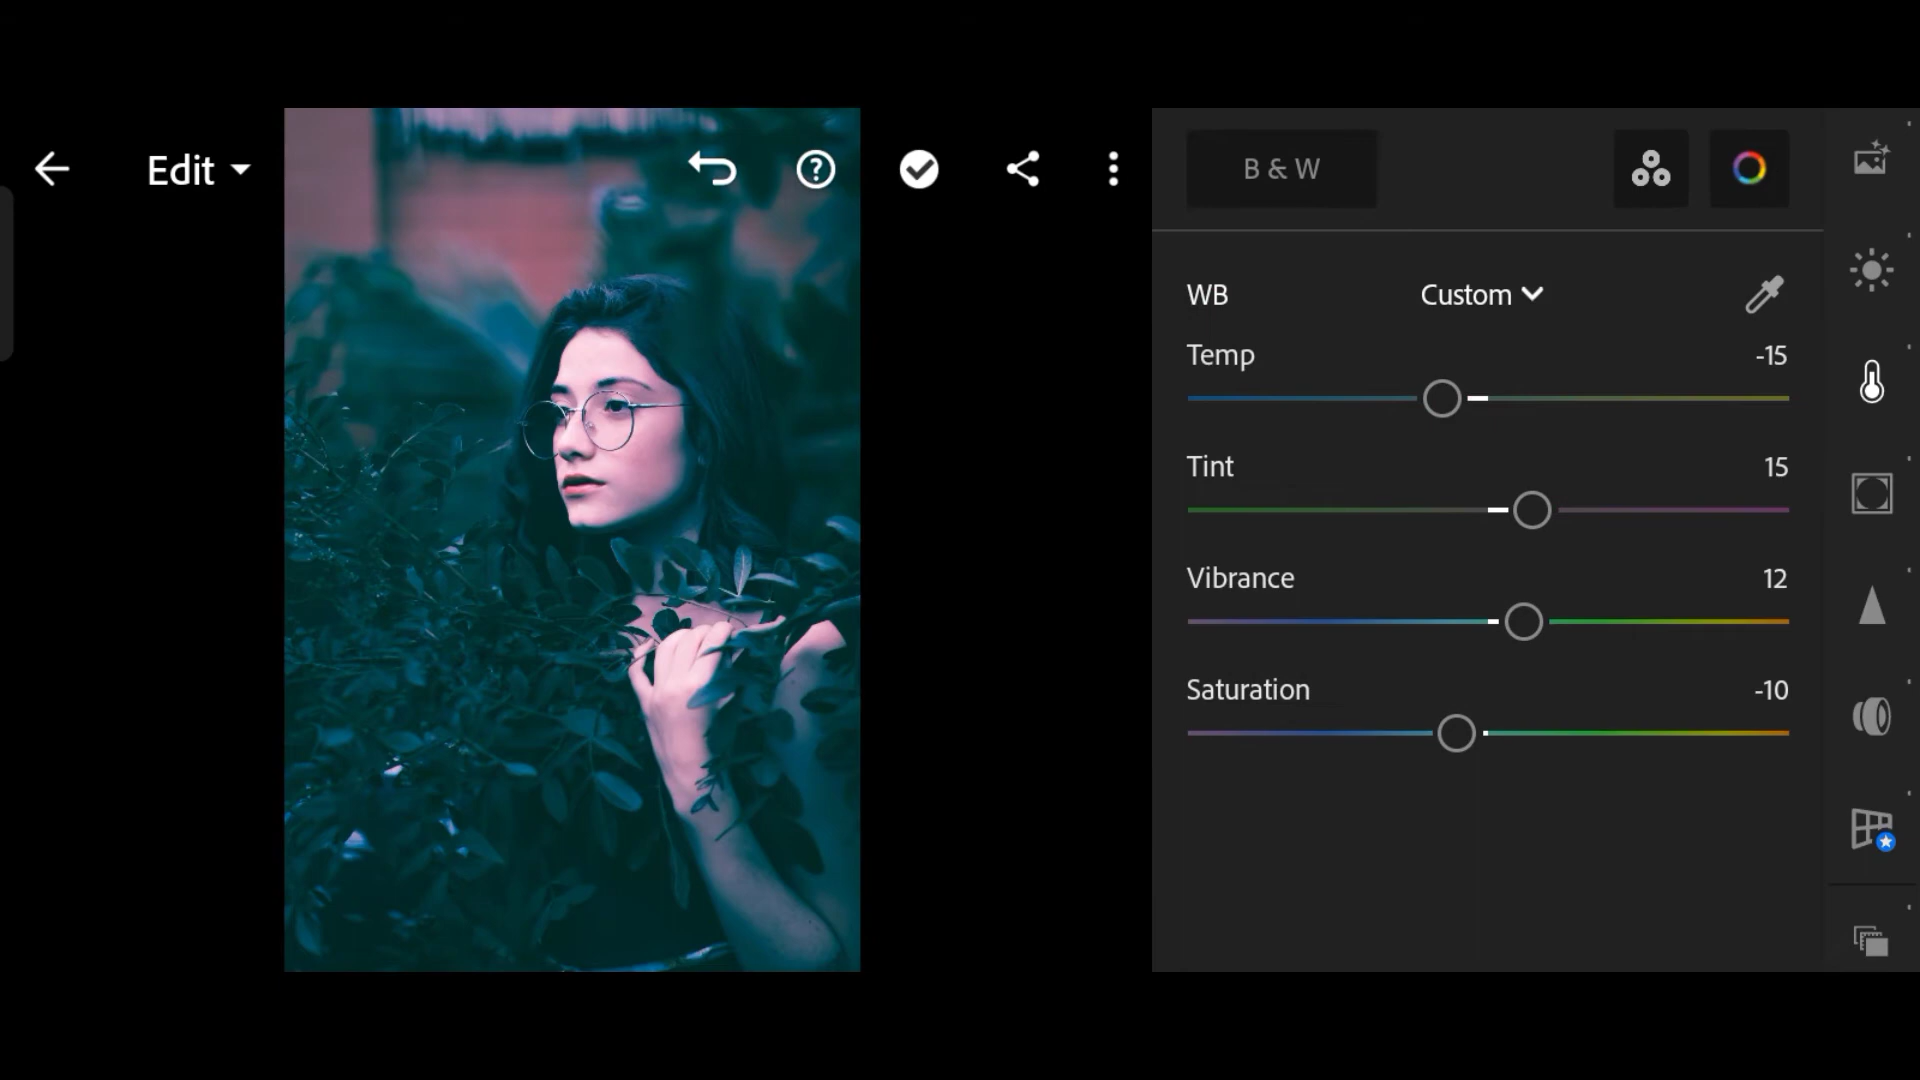 Edit
B & W
WB Custom
Temp -15
Tint 15
Vibrance 12
Saturation -10